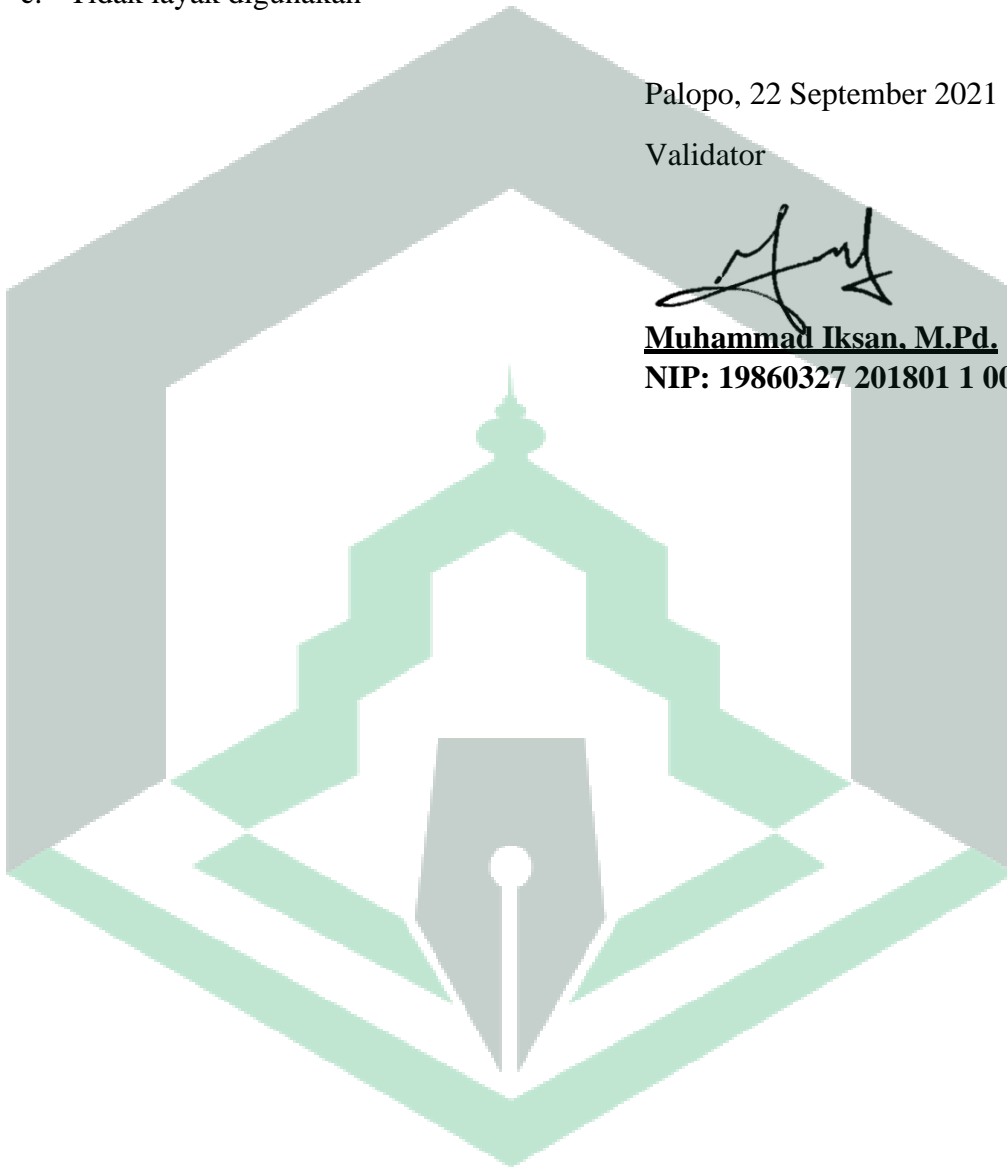 c. Tidak layak digunakan
Palopo, 22 September 2021
Validator
Muhammad Iksan, M.Pd.
NIP: 19860327 201801 1 00